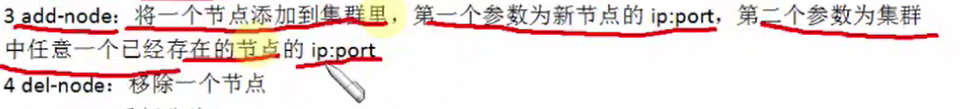 3 add-node：将一个节点添加到集群里，第一个参数为新节点的 ip:port，第二个参数为集群
中任意一个已经存在的节点的 ip:port
4 del-node：移除一个节点